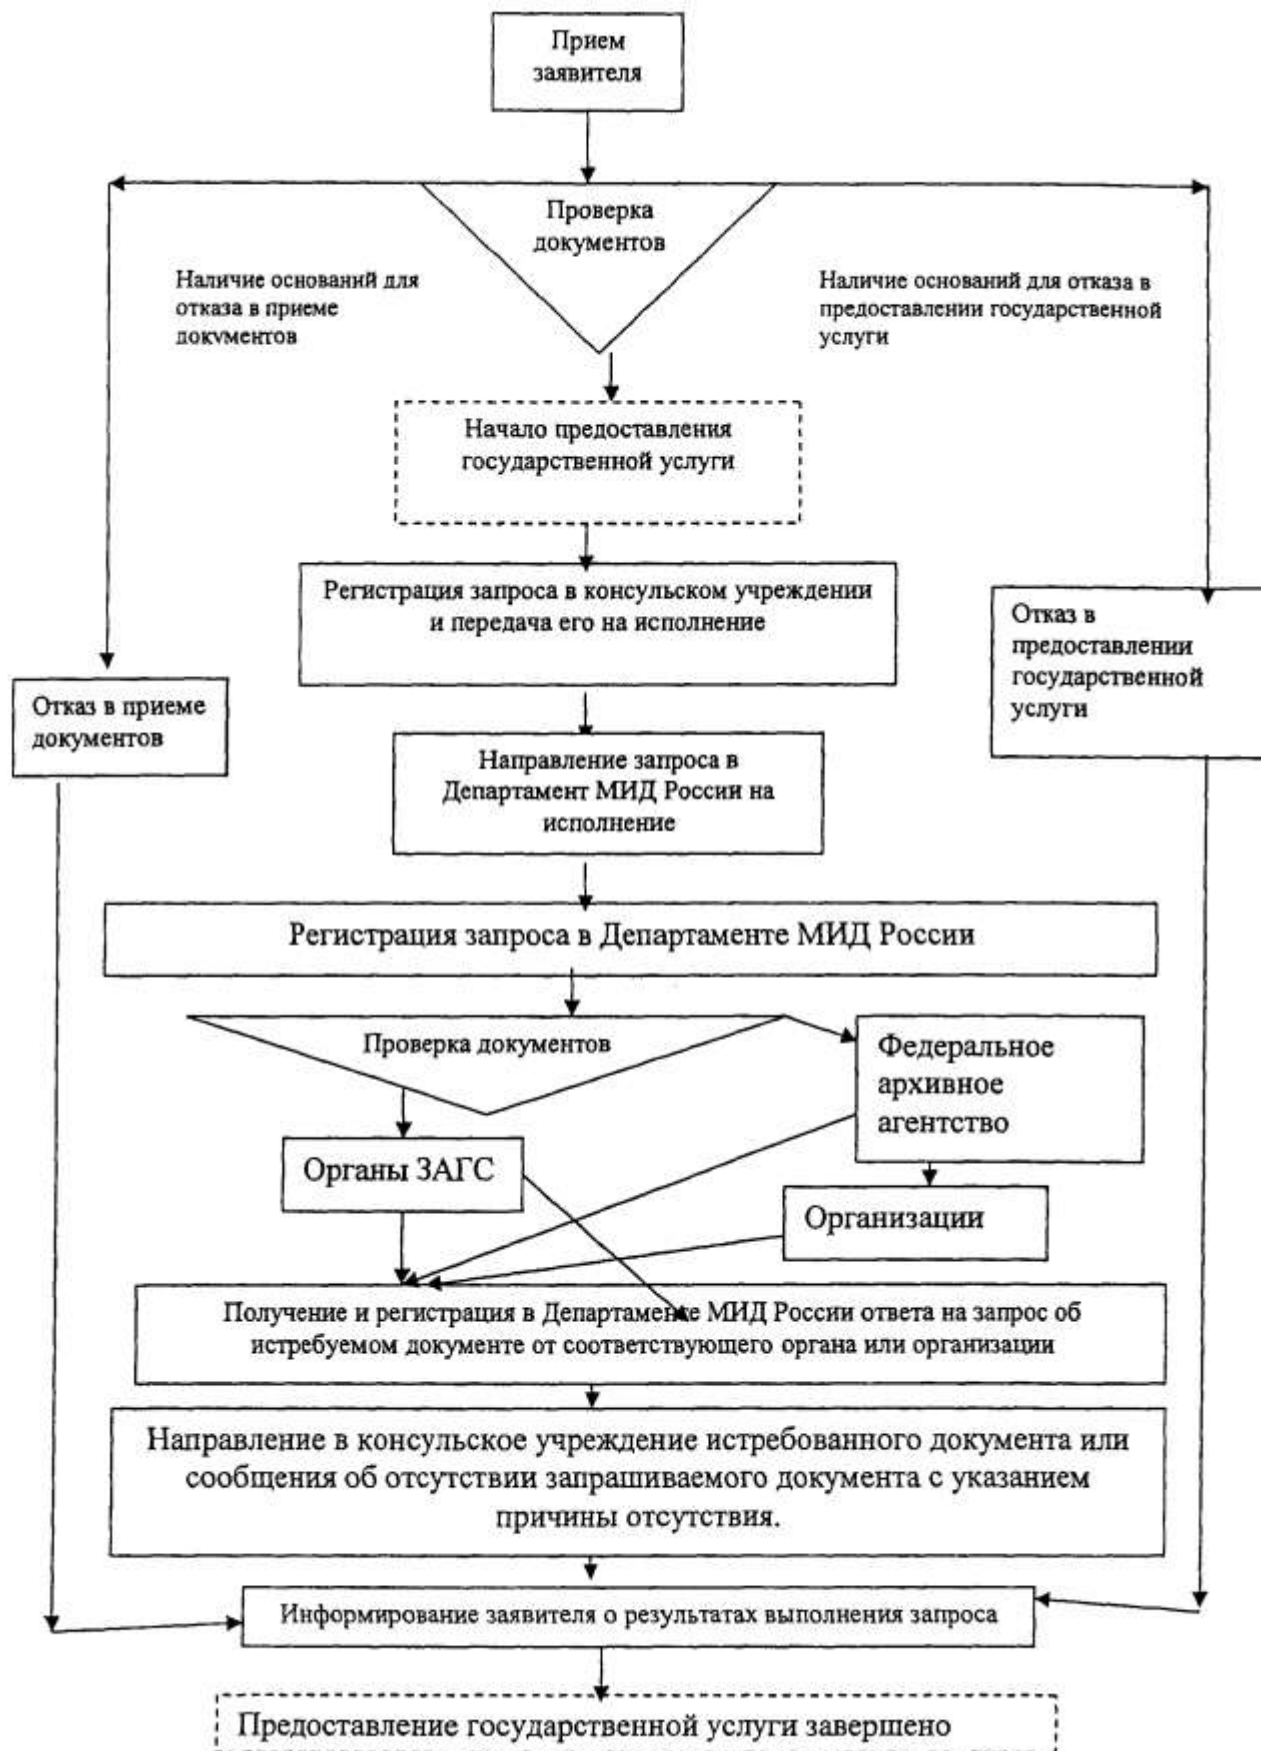 Прием
заявителя
Проверка
документов
Наличие оснований для
отказа в приеме
документов
Наличие оснований для отказа в
предоставлении государственной
услуги
Начало предоставления
государственной услуги
Регистрация запроса в консульском учреждении
и передача его на исполнение
Отказ в
предоставлении
государственной
услуги
Отказ в приеме
документов
Направление запроса в
Департамент МИД России на
исполнение
Регистрация запроса в Департаменте МИД России
Проверка документов
Федеральное
архивное
агентство
Органы ЗАГС
Организации
Получение и регистрация в Департаменте МИД России ответа на запрос об
истребуемом документе от соответствующего органа или организации
Направление в консульское учреждение истребованного документа или
сообщения об отсутствии запрашиваемого документа с указанием
причины отсутствия.
Информирование заявителя о результатах выполнения запроса
Предоставление государственной услуги завершено